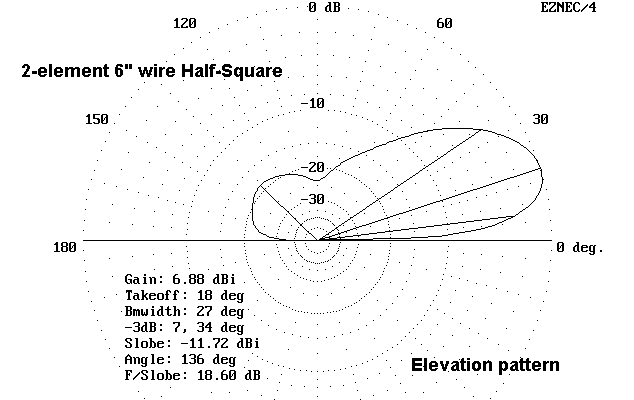 0 dB
EZNEC/4
120
60
2-element 6" wire Half-Square
-10
150
30
-20
-30
180
0 deg.
Gain: 6.88 dBi
Takeoff: 18 deg
Bmwidth: 27 deg
-3dB: 7, 34 deg
Slobe: -11.72 dBi
Angle: 136 deg
F/Slobe: 18.60 dB
Elevation pattern